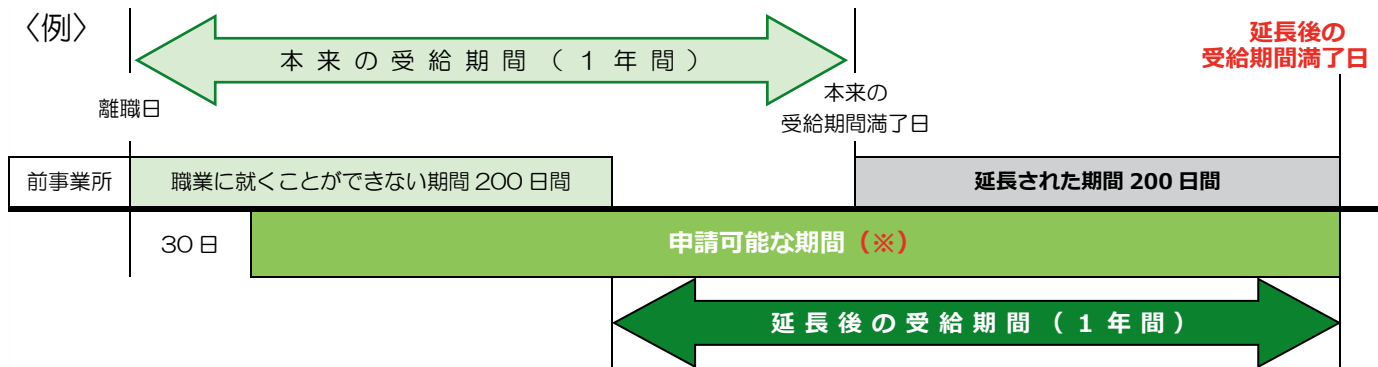 〈例〉
本来の受給期間（１年間）
延長後の
受給期間満了日
離職日
本来の
受給期間満了日
前事業所
職業に就くことができない期間 200 日間
延長された期間 200 日間
30 日
申請可能な期間（※）
延長後の受給期間（１年間）